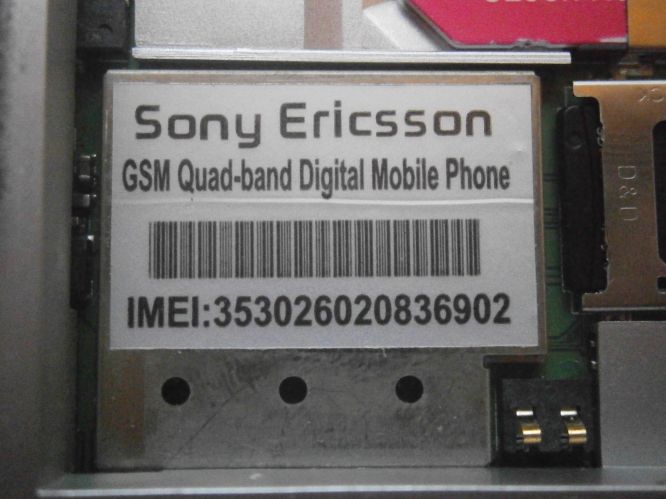 Sony Ericsson
GSM Quad-band Digital Mobile Phone
IMEI:353026020836902
D&D